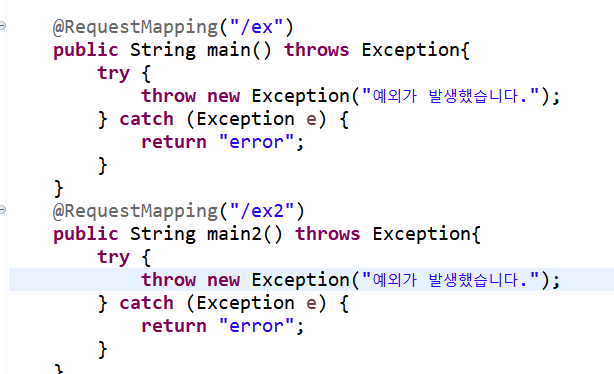 @RequestMapping("/ex")
public String main() throws Exception{
try {
throw new Exception("예외가 발생했습니다.");
} catch (Exception e) {
return "error";
}
}
@RequestMapping("/ex2")
public String main2() throws Exception{
try {
throw new Exception("예외가 발생했습니다.");
} catch (Exception e) {
return "error";
}
}